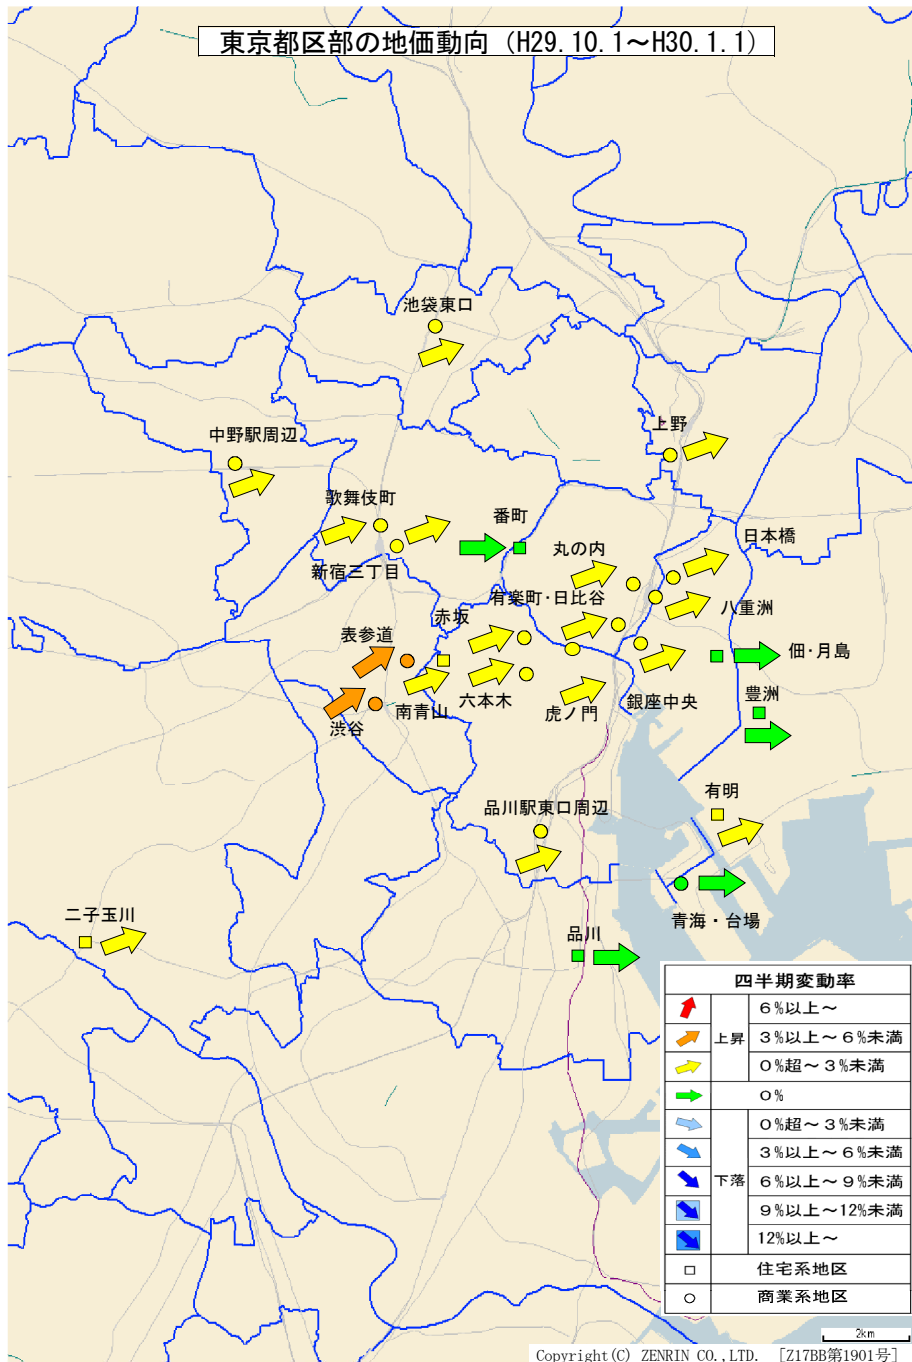 東京都区部の地価動向（H29.10.1～H30.1.1）
池袋東口
上野
中野駅周辺
歌舞伎町
番町
日本橋
新宿三丁目
丸の内
有楽町・日比谷
八重洲
赤坂
表参道
佃・月島
豊洲
六本木
南青山
虎ノ門
銀座中央
渋谷
有明
品川駅東口周辺
二子玉川
青海・台場
品川
四半期変動率
上昇
6%以上～
3%以上～6%未満
0%超～3%未満
0%
下落
0%超～3%未満
3%以上～6%未満
6%以上～9%未満
9%以上～12%未満
12%以上～
住宅系地区
商業系地区
2km
Copyright(C) ZENRIN CO.,LTD. [Z17BB第1901号]